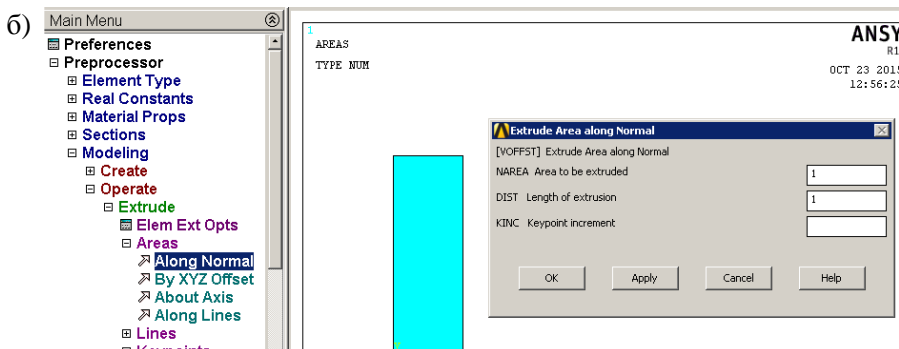 б)
Main Menu
Preferences
Preprocessor
Element Type
Real Constants
Material Props
Sections
Modeling
Create
Operate
Extrude
Elem Ext Opts
Areas
Along Normal
By XYZ Offset
About Axis
Along Lines
Lines
Keypoints
1
AREAS
TYPE NUM
ANSY
R1
OCT 23 2015
12:56:25
Extrude Area along Normal
[VOFFST] Extrude Area along Normal
NAREA Area to be extruded
1
DIST Length of extrusion
1
KINC Keypoint increment
OK
Apply
Cancel
Help